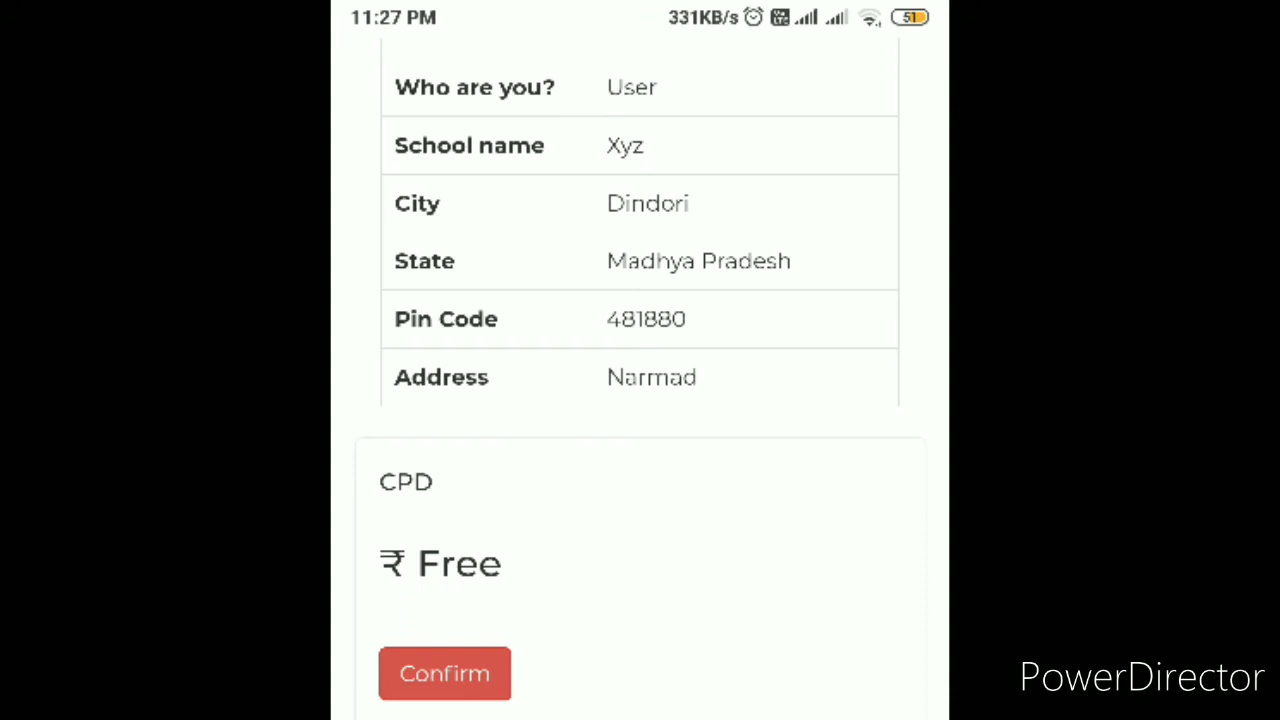 11:27 PM 331KB/s 51
Who are you? User
School name Xyz
City Dindori
State Madhya Pradesh
Pin Code 481880
Address Narmad
CPD
₹ Free
Confirm
PowerDirector